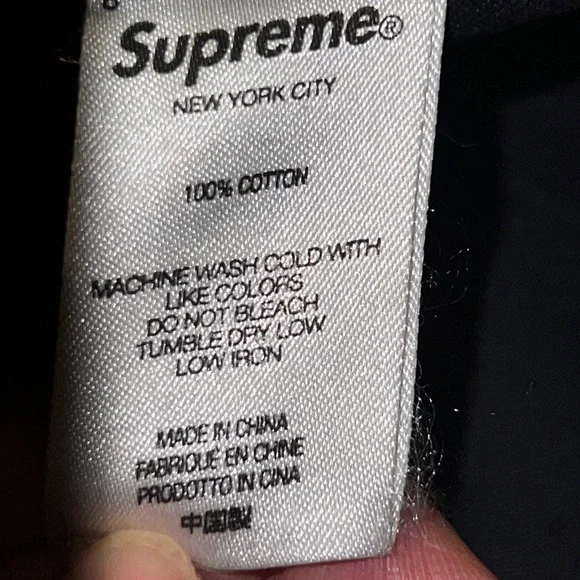 Supreme®
NEW YORK CITY
100% COTTON
MACHINE WASH COLD WITH
LIKE COLORS
DO NOT BLEACH
TUMBLE DRY LOW
LOW IRON
MADE IN CHINA
FABRIQUE EN CHINE
PRODOTTO IN CINA
中國製